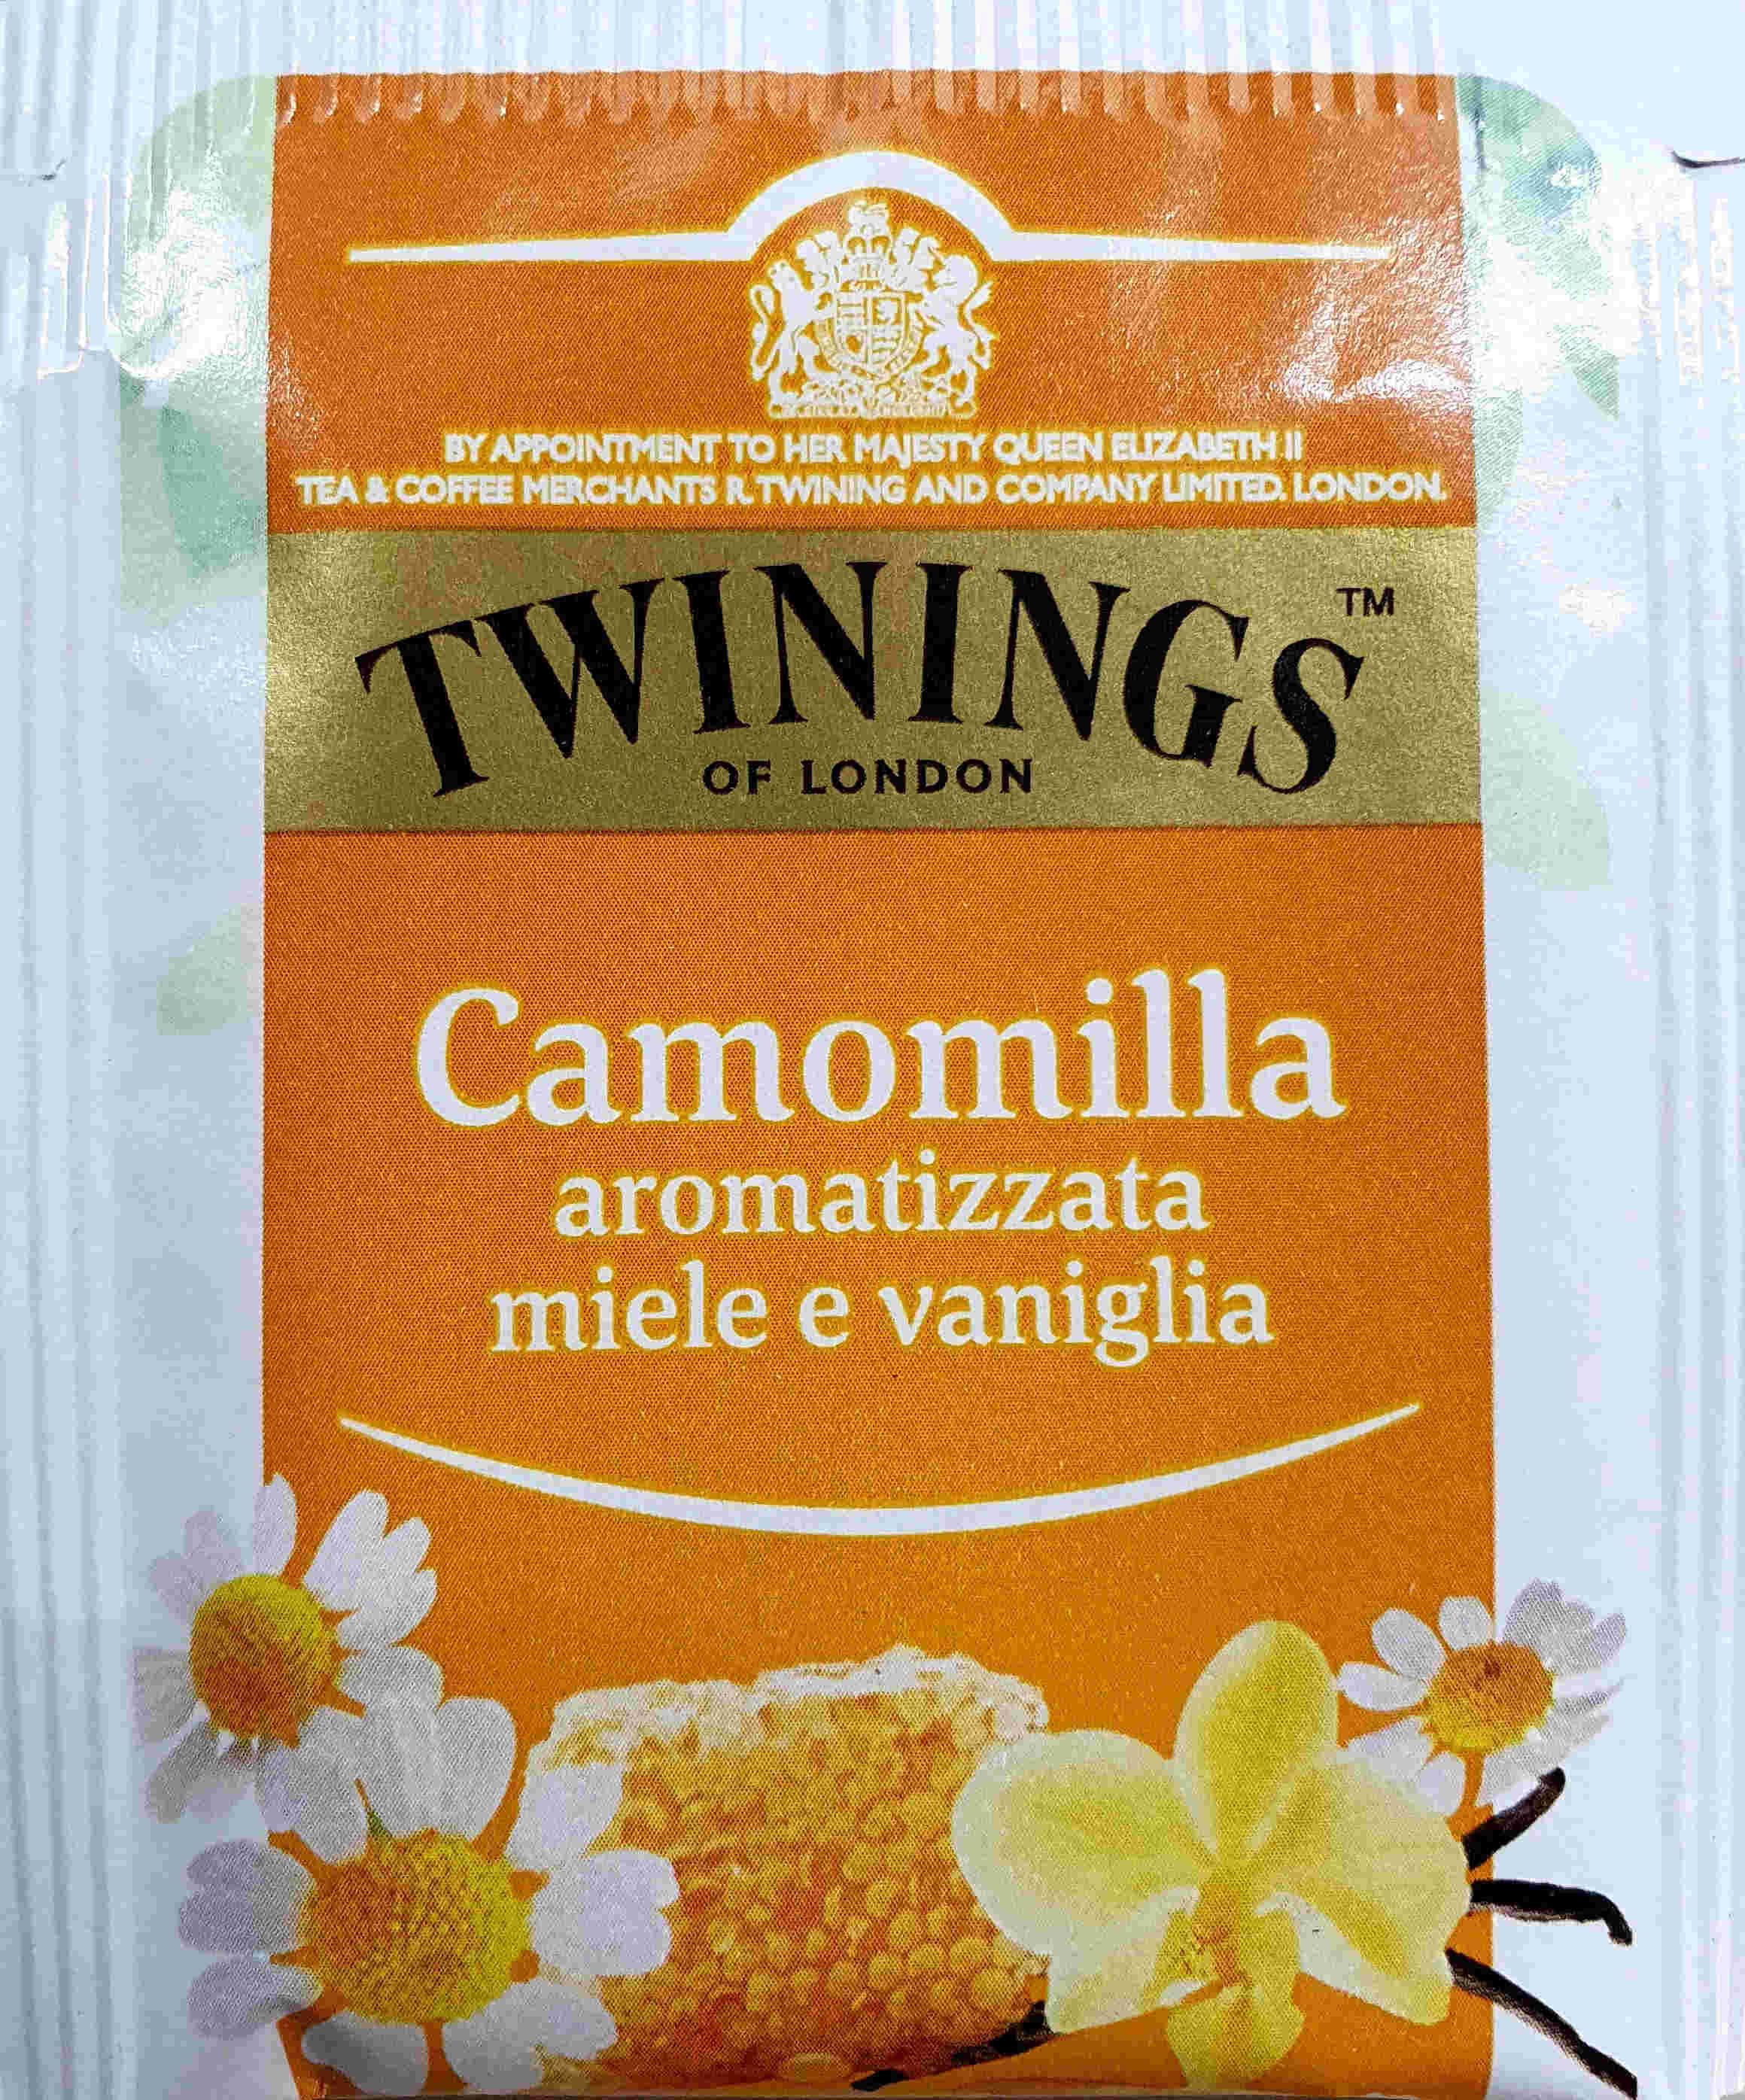 BY APPOINTMENT TO HER MAJESTY QUEEN ELIZABETH II
TEA & COFFEE MERCHANTS R. TWINING AND COMPANY LIMITED. LONDON.
TWININGS™
OF LONDON
Camomilla
aromatizzata
miele e vaniglia